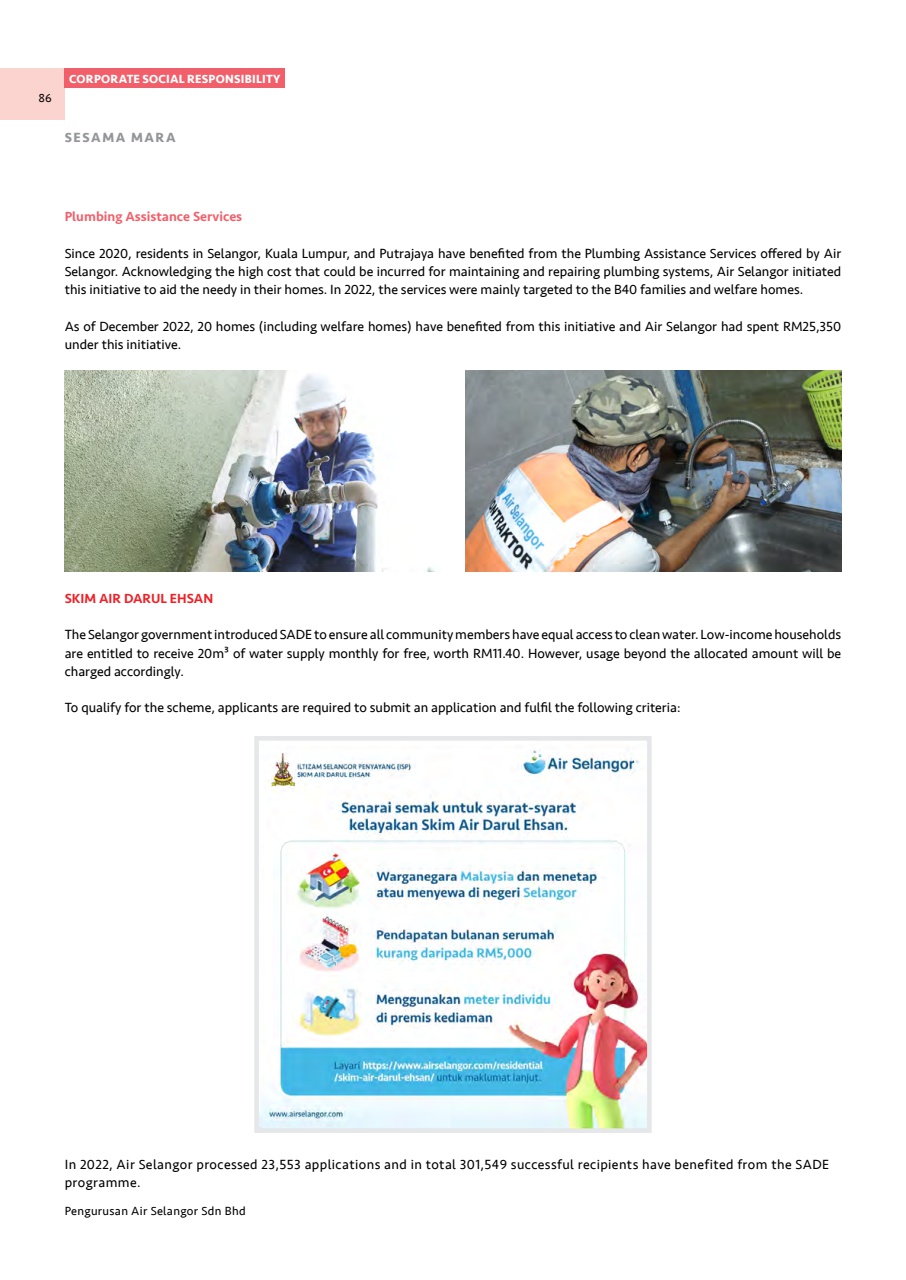 CORPORATE SOCIAL RESPONSIBILITY
86
SESAMA MARA
Plumbing Assistance Services
Since 2020, residents in Selangor, Kuala Lumpur, and Putrajaya have benefited from the Plumbing Assistance Services offered by Air
Selangor. Acknowledging the high cost that could be incurred for maintaining and repairing plumbing systems, Air Selangor initiated
this initiative to aid the needy in their homes. In 2022, the services were mainly targeted to the B40 families and welfare homes.
As of December 2022, 20 homes (including welfare homes) have benefited from this initiative and Air Selangor had spent RM25,350
under this initiative.
Air Selangor
ONTRAKTOR
SKIM AIR DARUL EHSAN
The Selangor government introduced SADE to ensure all community members have equal access to clean water. Low-income households
are entitled to receive 20m³ of water supply monthly for free, worth RM11.40. However, usage beyond the allocated amount will be
charged accordingly.
To qualify for the scheme, applicants are required to submit an application and fulfil the following criteria:
ILTIZAM SELANGOR PENYAYANG (ISP)
SKIM AIR DARUL EHSAN
Air Selangor
Senarai semak untuk syarat-syarat
kelayakan Skim Air Darul Ehsan.
Warganegara Malaysia dan menetap
atau menyewa di negeri Selangor
Pendapatan bulanan serumah
kurang daripada RM5,000
Menggunakan meter individu
di premis kediaman
Layari https://www.airselangor.com/residential
/skim-air-darul-ehsan/ untuk maklumat lanjut.
www.airselangor.com
In 2022, Air Selangor processed 23,553 applications and in total 301,549 successful recipients have benefited from the SADE
programme.
Pengurusan Air Selangor Sdn Bhd